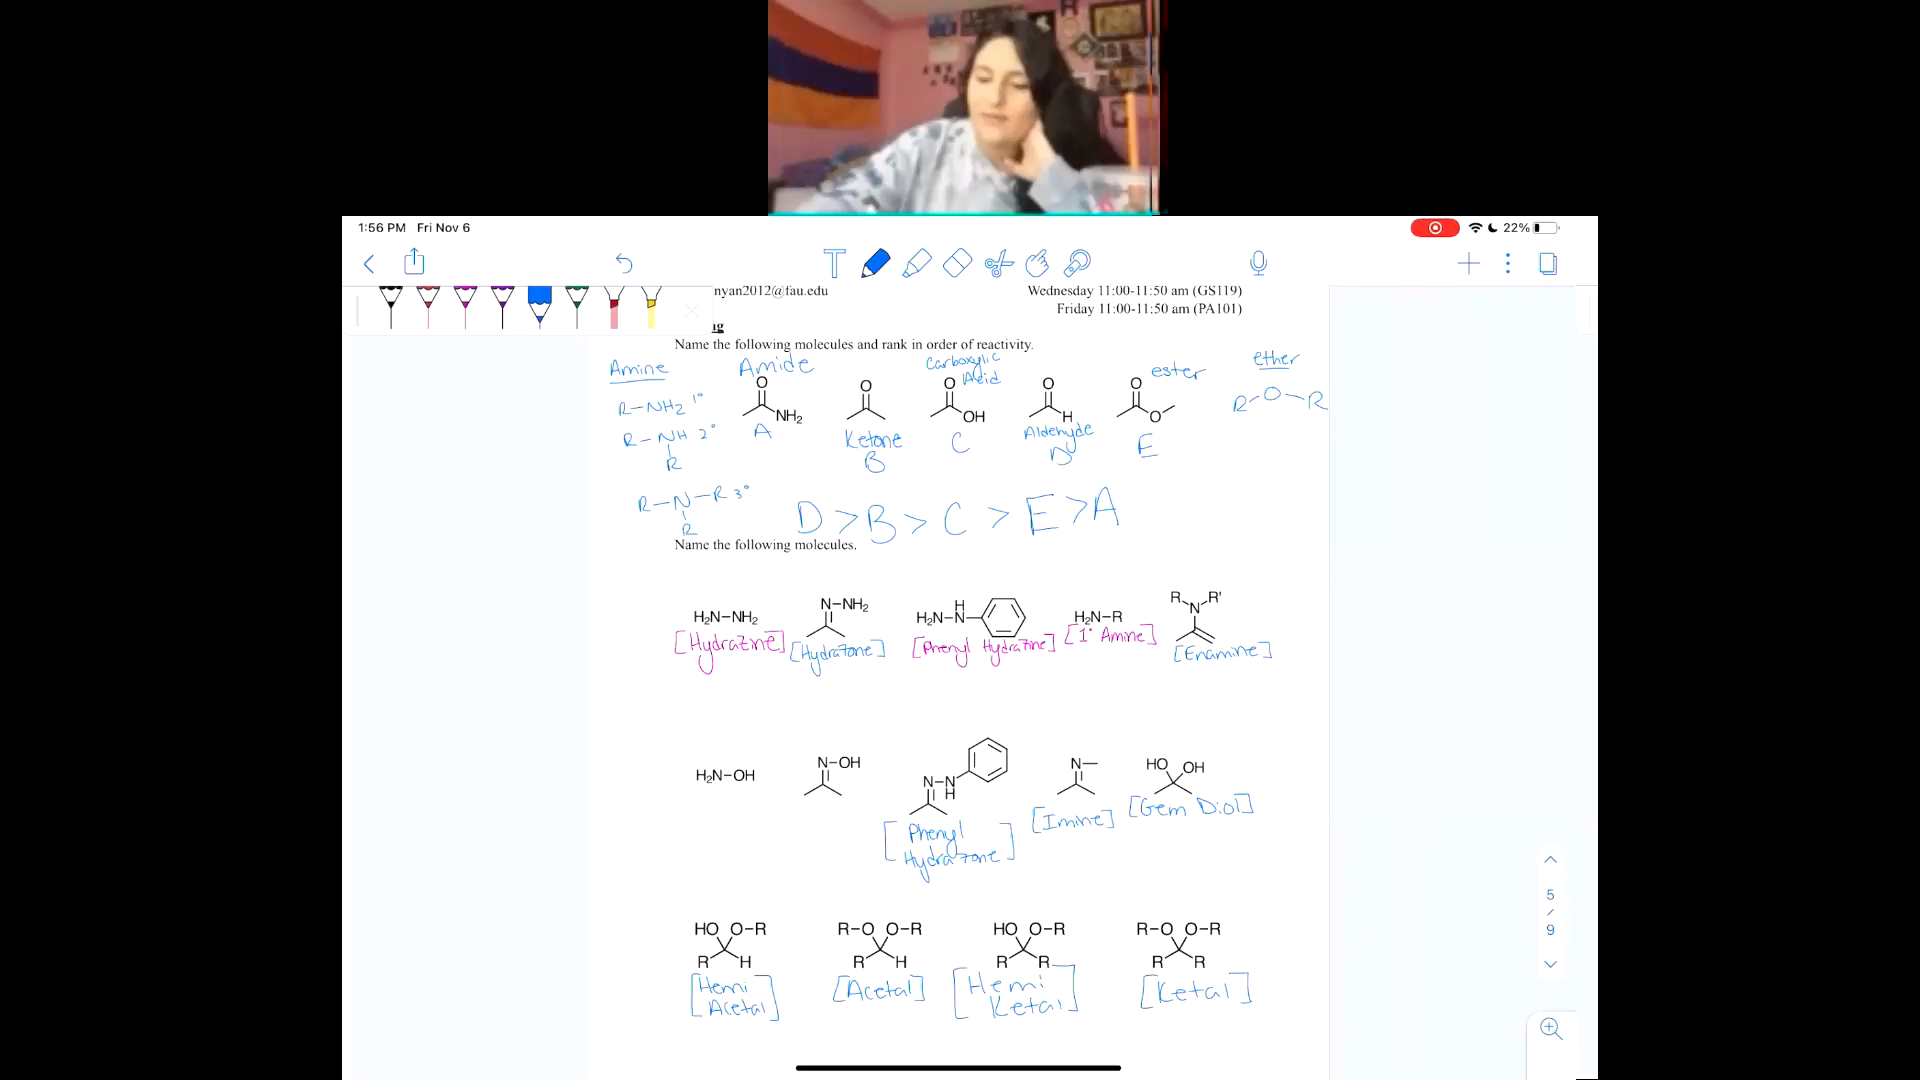 1:56 PM Fri Nov 6
22%
nyan2012@fau.edu
Wednesday 11:00-11:50 am (GS119)
Friday 11:00-11:50 am (PA101)
Name the following molecules and rank in order of reactivity.
Amine
Amide
Carboxylic
Acid
ester
ether
R-NH2 1°
O
NH2
A
O
Ketone
B
O
OH
C
O
H
Aldehyde
D
O
O
E
R-O-R
R-NH 2°
R
R-N-R 3°
R
D > B > C > E > A
Name the following molecules.
H2N-NH2
[Hydrazine]
N-NH2
[Hydrazone]
H
H2N-N
[Phenyl Hydrazine]
H2N-R
[1° Amine]
R R'
N
[Enamine]
H2N-OH
N-OH
N-N
H
[Phenyl
Hydrazone]
N
[Imine]
HO OH
[Gem Diol]
HO O-R
R H
[Hemi
Acetal]
R-O O-R
R H
[Acetal]
HO O-R
R R
[Hemi
Ketal]
R-O O-R
R R
[Ketal]
5
/
9